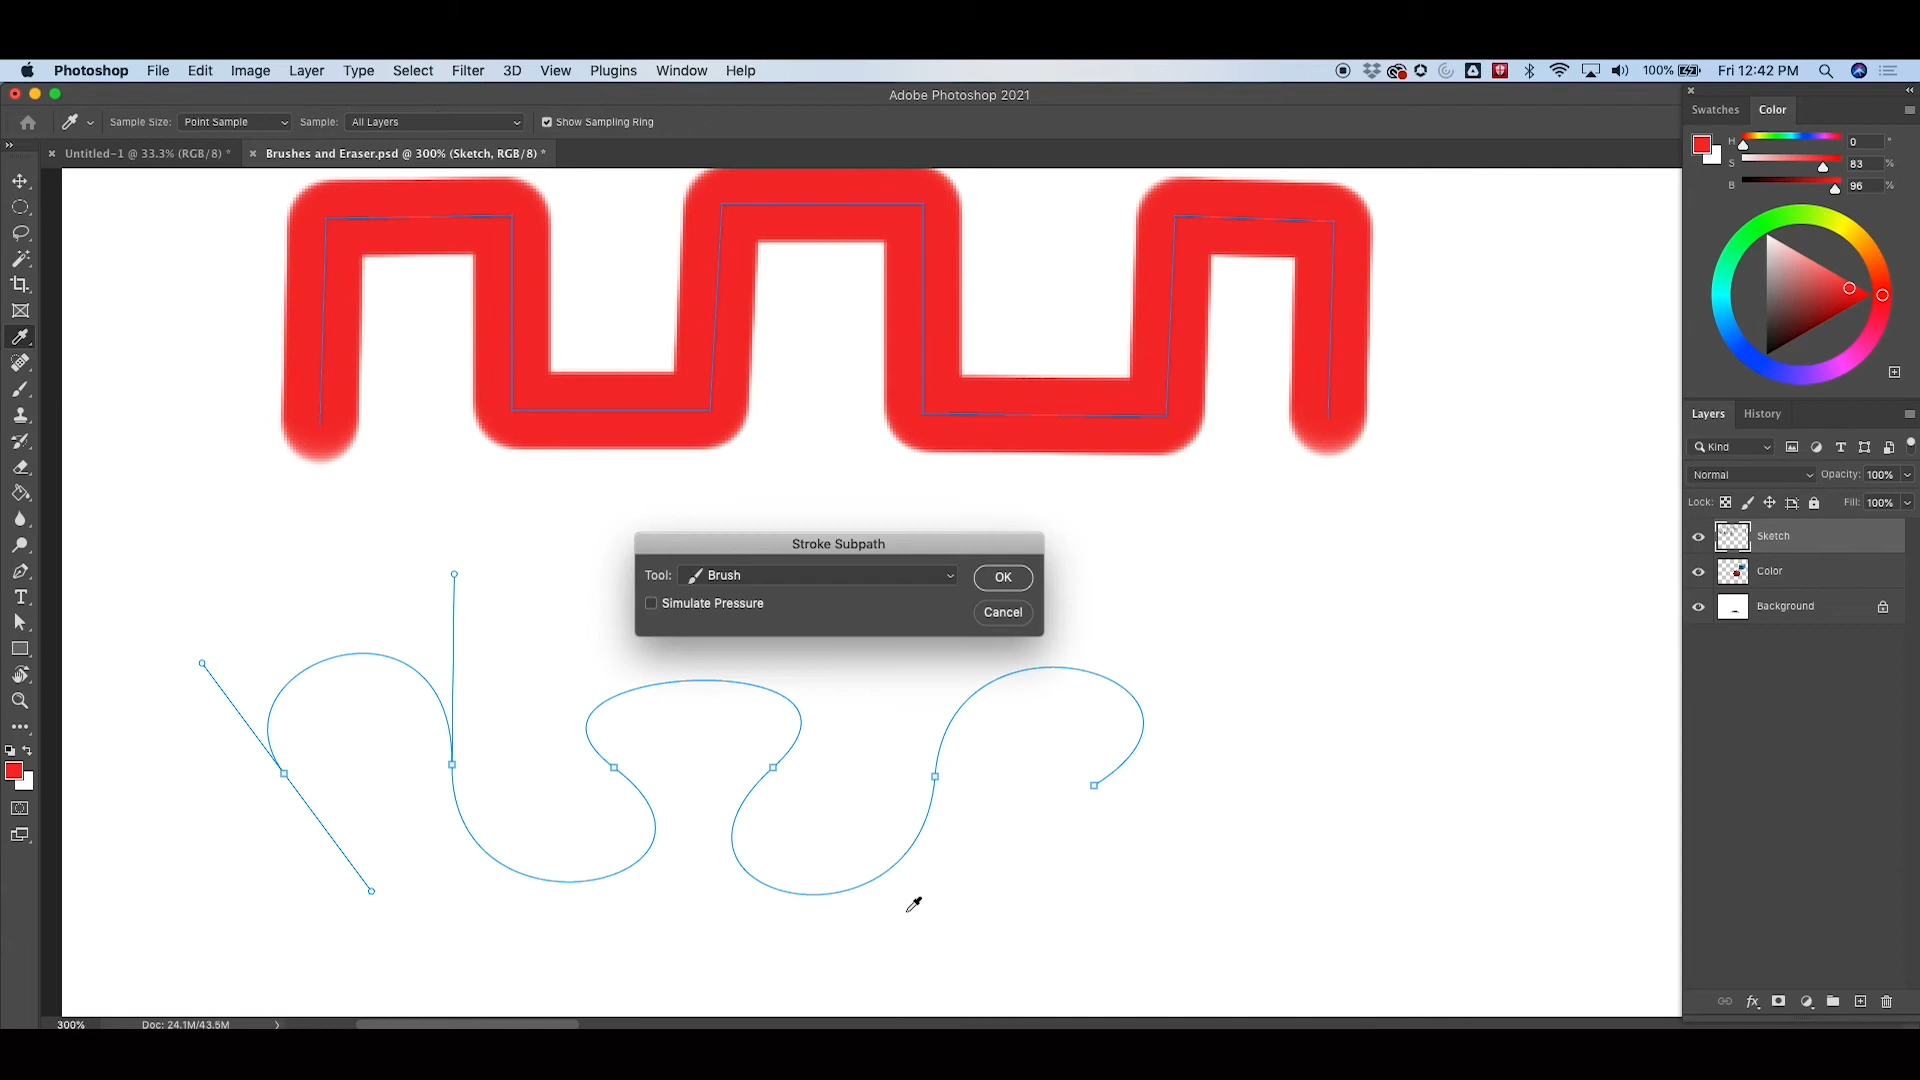 Photoshop File Edit Image Layer Type Select Filter 3D View Plugins Window Help 100% Fri 12:42 PM
Adobe Photoshop 2021
Sample Size: Point Sample Sample: All Layers Show Sampling Ring
Untitled-1 @ 33.3% (RGB/8) * Brushes and Eraser.psd @ 300% (Sketch, RGB/8) *
Swatches Color
H 0 °
S 83 %
B 96 %
Layers History
Kind
Normal Opacity: 100%
Lock: Fill: 100%
Sketch
Color
Background
Stroke Subpath
Tool: Brush OK
Simulate Pressure
Cancel
300% Doc: 24.1M/43.5M